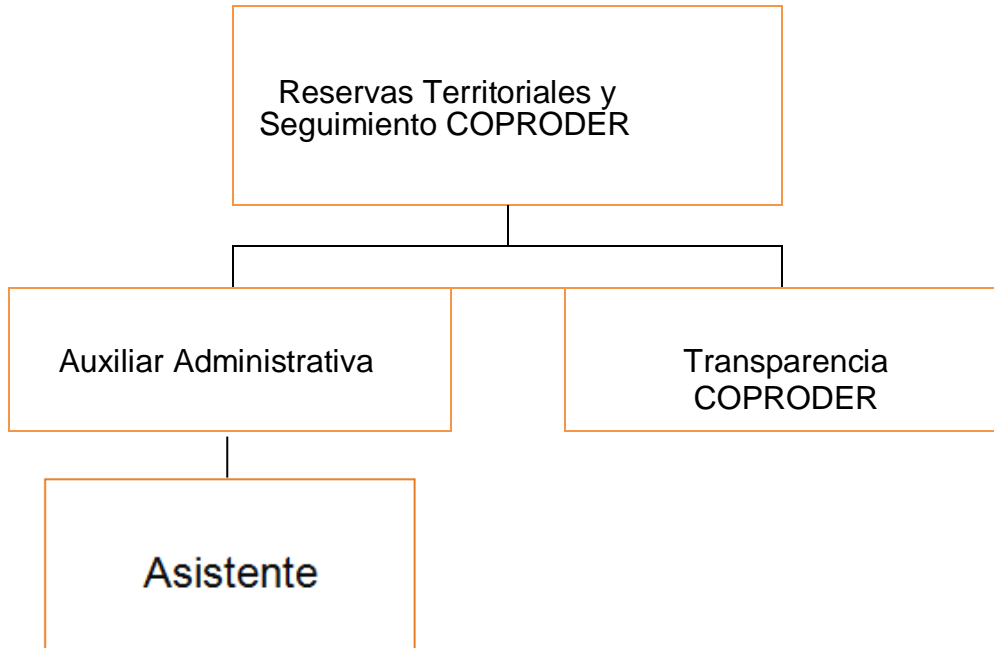 Reservas Territoriales y
Seguimiento COPRODER
Auxiliar Administrativa
Transparencia
COPRODER
Asistente